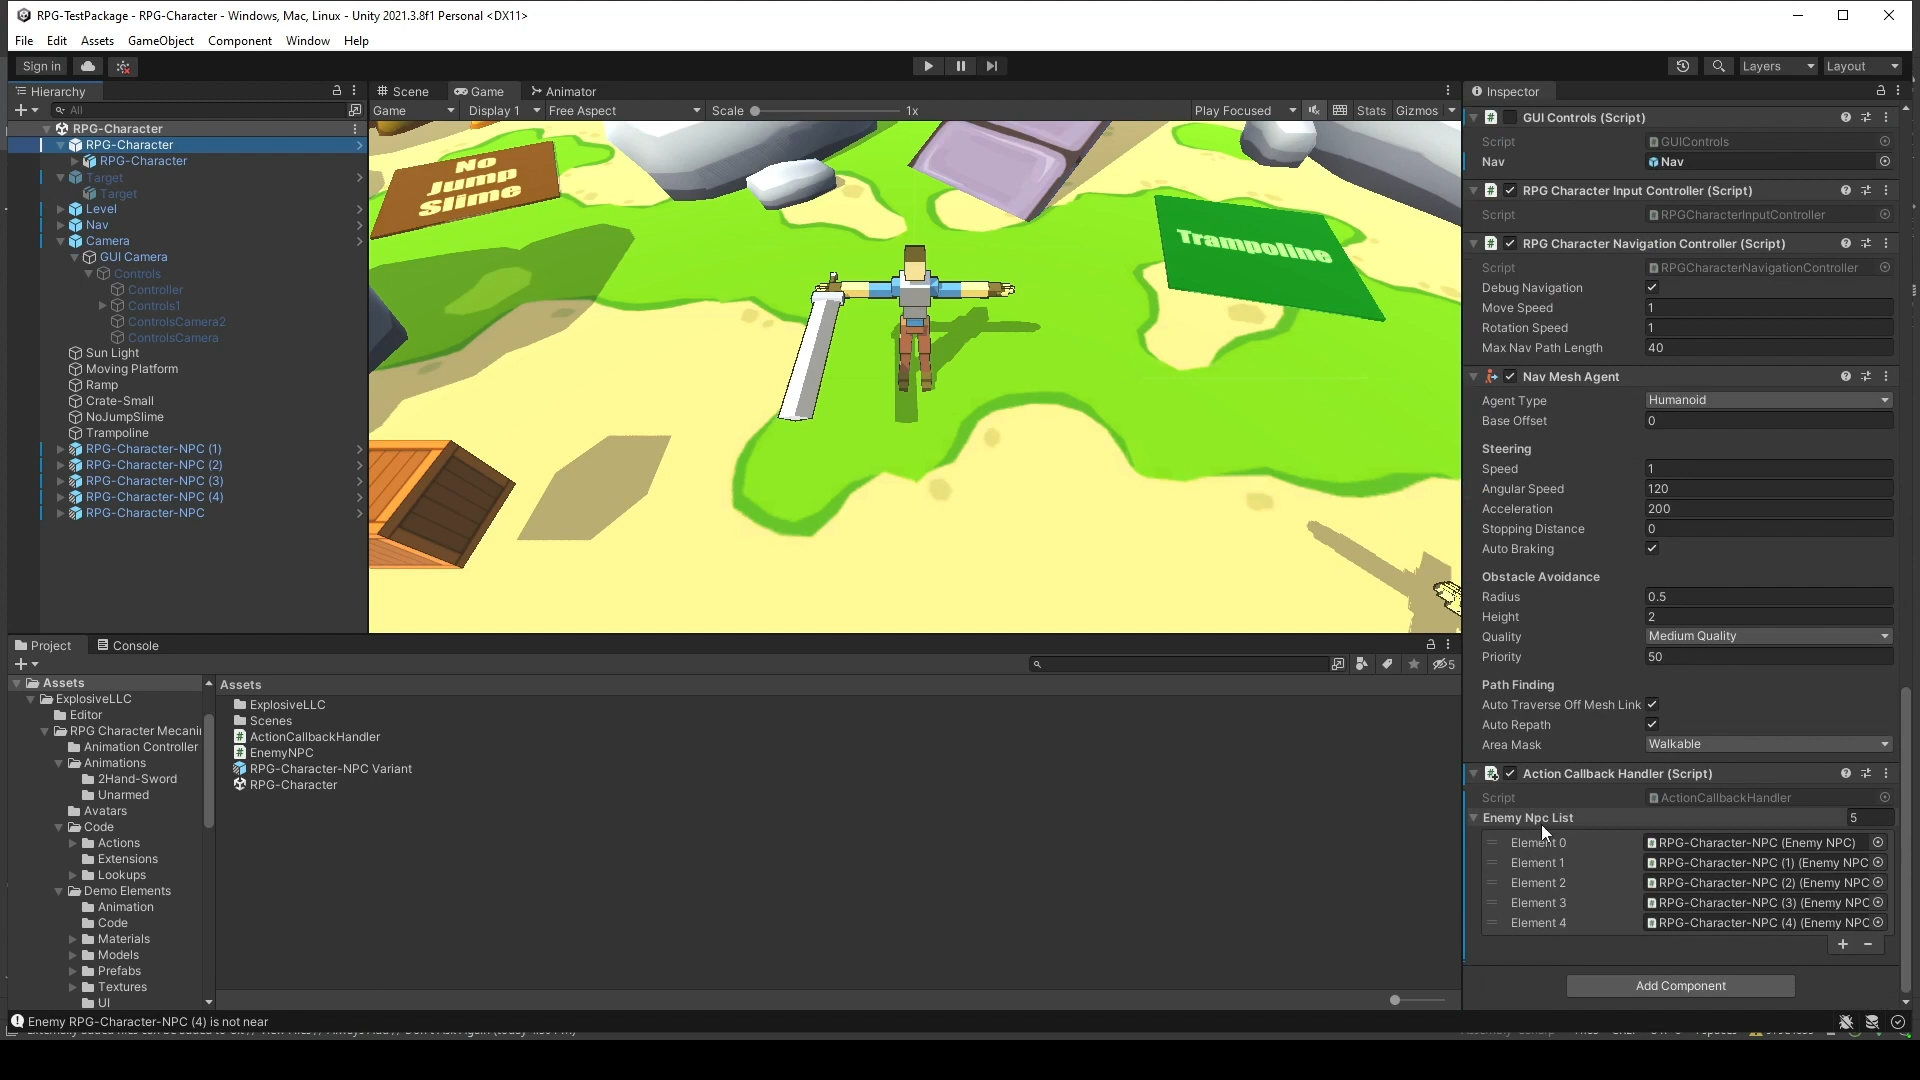 RPG-TestPackage - RPG-Character - Windows, Mac, Linux - Unity 2021.3.8f1 Personal <DX11>
File Edit Assets GameObject Component Window Help
Sign in
Layers
Layout
Hierarchy
All
RPG-Character
RPG-Character
RPG-Character
Target
Target
Level
Nav
Camera
GUI Camera
Controls
Controller
Controls1
ControlsCamera2
ControlsCamera
Sun Light
Moving Platform
Ramp
Crate-Small
NoJumpSlime
Trampoline
RPG-Character-NPC (1)
RPG-Character-NPC (2)
RPG-Character-NPC (3)
RPG-Character-NPC (4)
RPG-Character-NPC
Scene Game Animator
Game Display 1 Free Aspect Scale 1x Play Focused Stats Gizmos
No
Jump
Slime
Trampoline
Project Console
5
Assets
ExplosiveLLC
Editor
RPG Character Mecani
Animation Controller
Animations
2Hand-Sword
Unarmed
Avatars
Code
Actions
Extensions
Lookups
Demo Elements
Animation
Code
Materials
Models
Prefabs
Textures
UI
Assets
ExplosiveLLC
Scenes
ActionCallbackHandler
EnemyNPC
RPG-Character-NPC Variant
RPG-Character
Inspector
GUI Controls (Script)
Script GUIControls
Nav Nav
RPG Character Input Controller (Script)
Script RPGCharacterInputController
RPG Character Navigation Controller (Script)
Script RPGCharacterNavigationController
Debug Navigation
Move Speed 1
Rotation Speed 1
Max Nav Path Length 40
Nav Mesh Agent
Agent Type Humanoid
Base Offset 0
Steering
Speed 1
Angular Speed 120
Acceleration 200
Stopping Distance 0
Auto Braking
Obstacle Avoidance
Radius 0.5
Height 2
Quality Medium Quality
Priority 50
Path Finding
Auto Traverse Off Mesh Link
Auto Repath
Area Mask Walkable
Action Callback Handler (Script)
Script ActionCallbackHandler
Enemy Npc List 5
Element 0 RPG-Character-NPC (Enemy NPC)
Element 1 RPG-Character-NPC (1) (Enemy NPC
Element 2 RPG-Character-NPC (2) (Enemy NPC
Element 3 RPG-Character-NPC (3) (Enemy NPC
Element 4 RPG-Character-NPC (4) (Enemy NPC
Add Component
Enemy RPG-Character-NPC (4) is not near